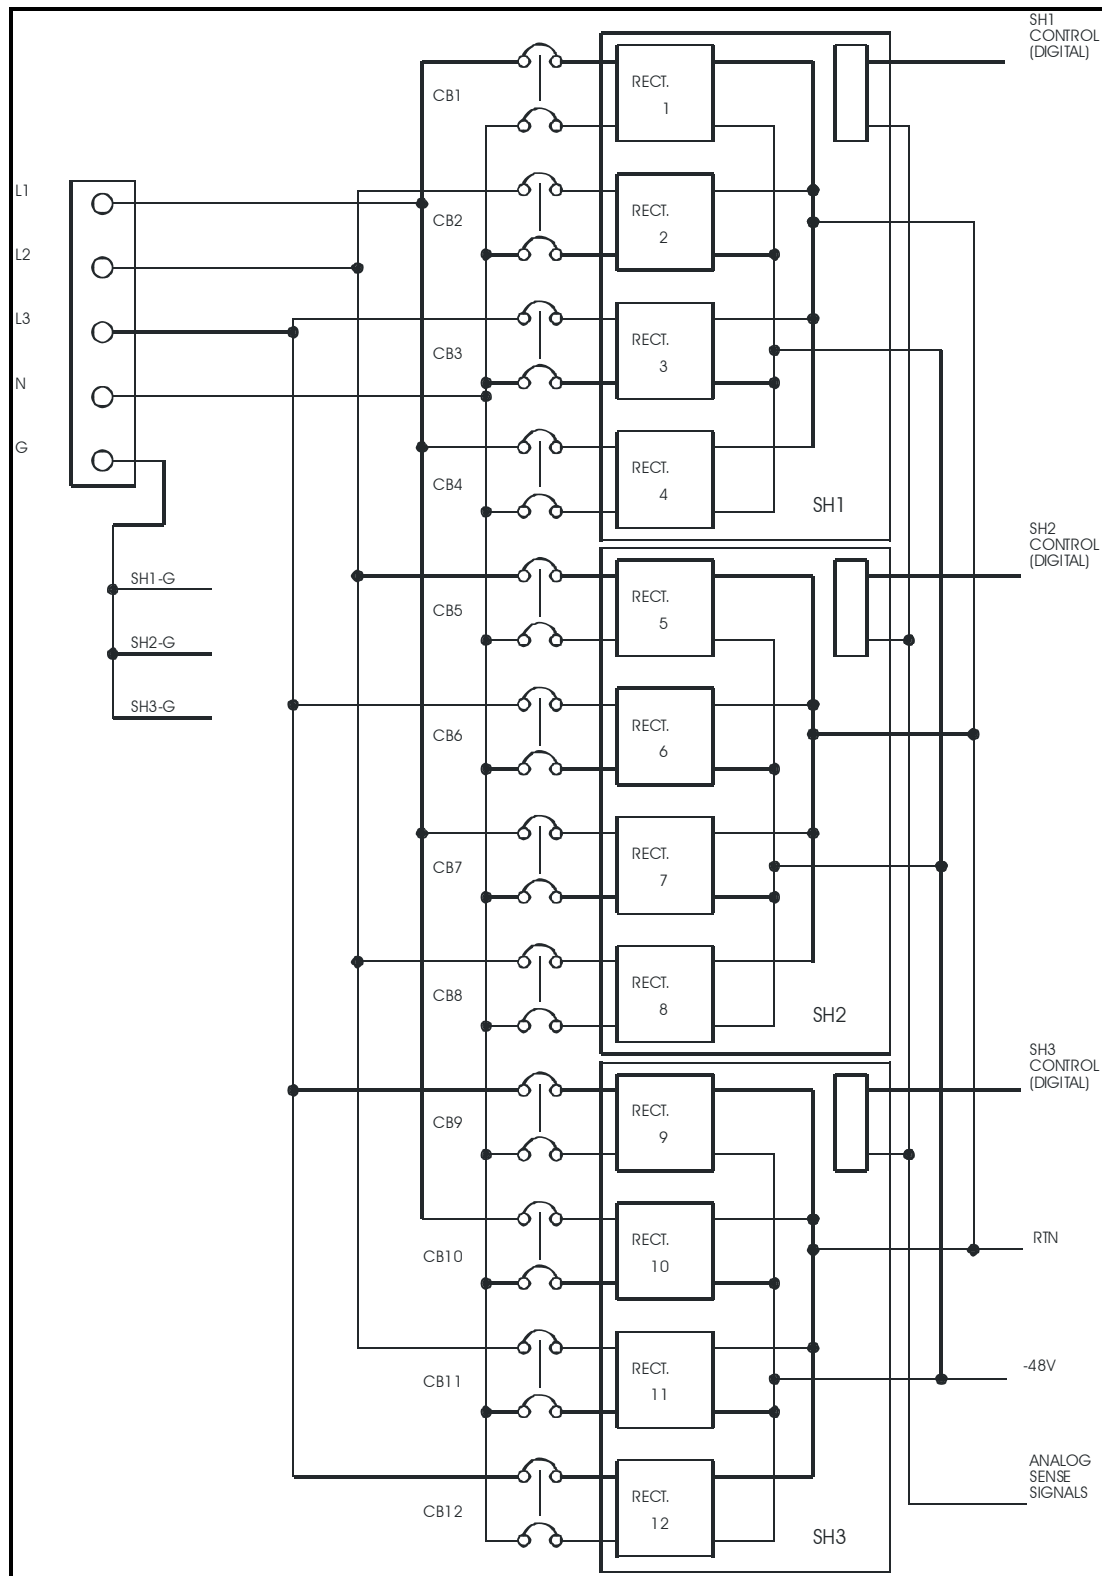 SH1
CONTROL
(DIGITAL)
RECT.
1
CB1
L1
RECT.
2
CB2
L2
L3
RECT.
3
CB3
N
G
RECT.
4
CB4
SH1
SH2
CONTROL
(DIGITAL)
SH1-G
RECT.
5
CB5
SH2-G
SH3-G
RECT.
6
CB6
RECT.
7
CB7
RECT.
8
CB8
SH2
SH3
CONTROL
(DIGITAL)
RECT.
9
CB9
RTN
RECT.
10
CB10
-48V
RECT.
11
CB11
ANALOG
SENSE
SIGNALS
RECT.
12
CB12
SH3